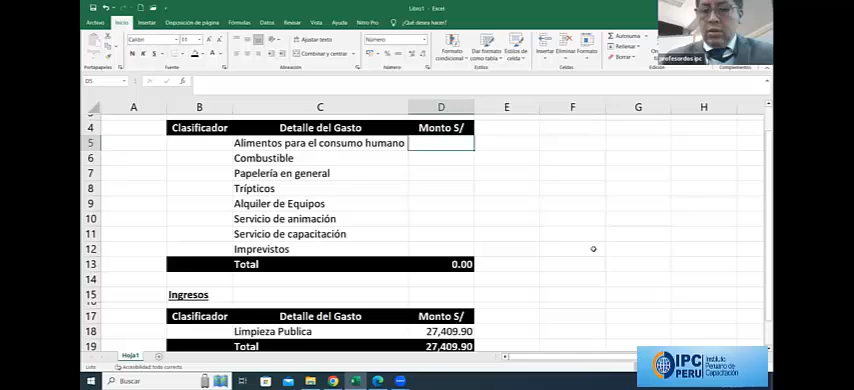 Libro1 - Excel
Archivo Inicio Insertar Disposición de página Fórmulas Datos Revisar Vista Ayuda Nitro Pro ¿Qué desea hacer?
Calibri 11 Ajustar texto Número Autosuma
Pegar Combinar y centrar Formato condicional Dar formato como tabla Estilos de celda Insertar Eliminar Formato Rellenar
N K S Borrar
Portapapeles Fuente Alineación Número Estilos Celdas Complementos
profesordos ipc
D5
A B C D E F G H
4 Clasificador Detalle del Gasto Monto S/
5 Alimentos para el consumo humano
6 Combustible
7 Papelería en general
8 Trípticos
9 Alquiler de Equipos
10 Servicio de animación
11 Servicio de capacitación
12 Imprevistos
13 Total 0.00
14
15 Ingresos
17 Clasificador Detalle del Gasto Monto S/
18 Limpieza Publica 27,409.90
19 Total 27,409.90
Hoja1
Listo Accesibilidad: todo correcto
Buscar
IPC PERU Instituto Peruano de Capacitación